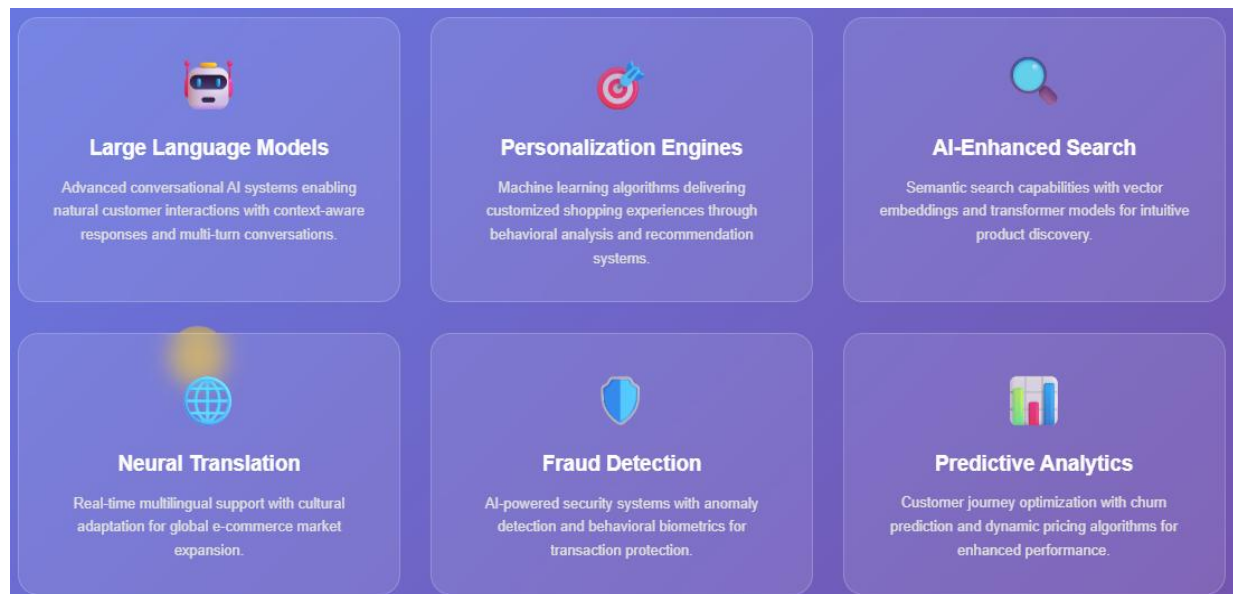 Large Language Models
Advanced conversational AI systems enabling
natural customer interactions with context-aware
responses and multi-turn conversations.
Personalization Engines
Machine learning algorithms delivering
customized shopping experiences through
behavioral analysis and recommendation
systems.
AI-Enhanced Search
Semantic search capabilities with vector
embeddings and transformer models for intuitive
product discovery.
Neural Translation
Real-time multilingual support with cultural
adaptation for global e-commerce market
expansion.
Fraud Detection
AI-powered security systems with anomaly
detection and behavioral biometrics for
transaction protection.
Predictive Analytics
Customer journey optimization with churn
prediction and dynamic pricing algorithms for
enhanced performance.